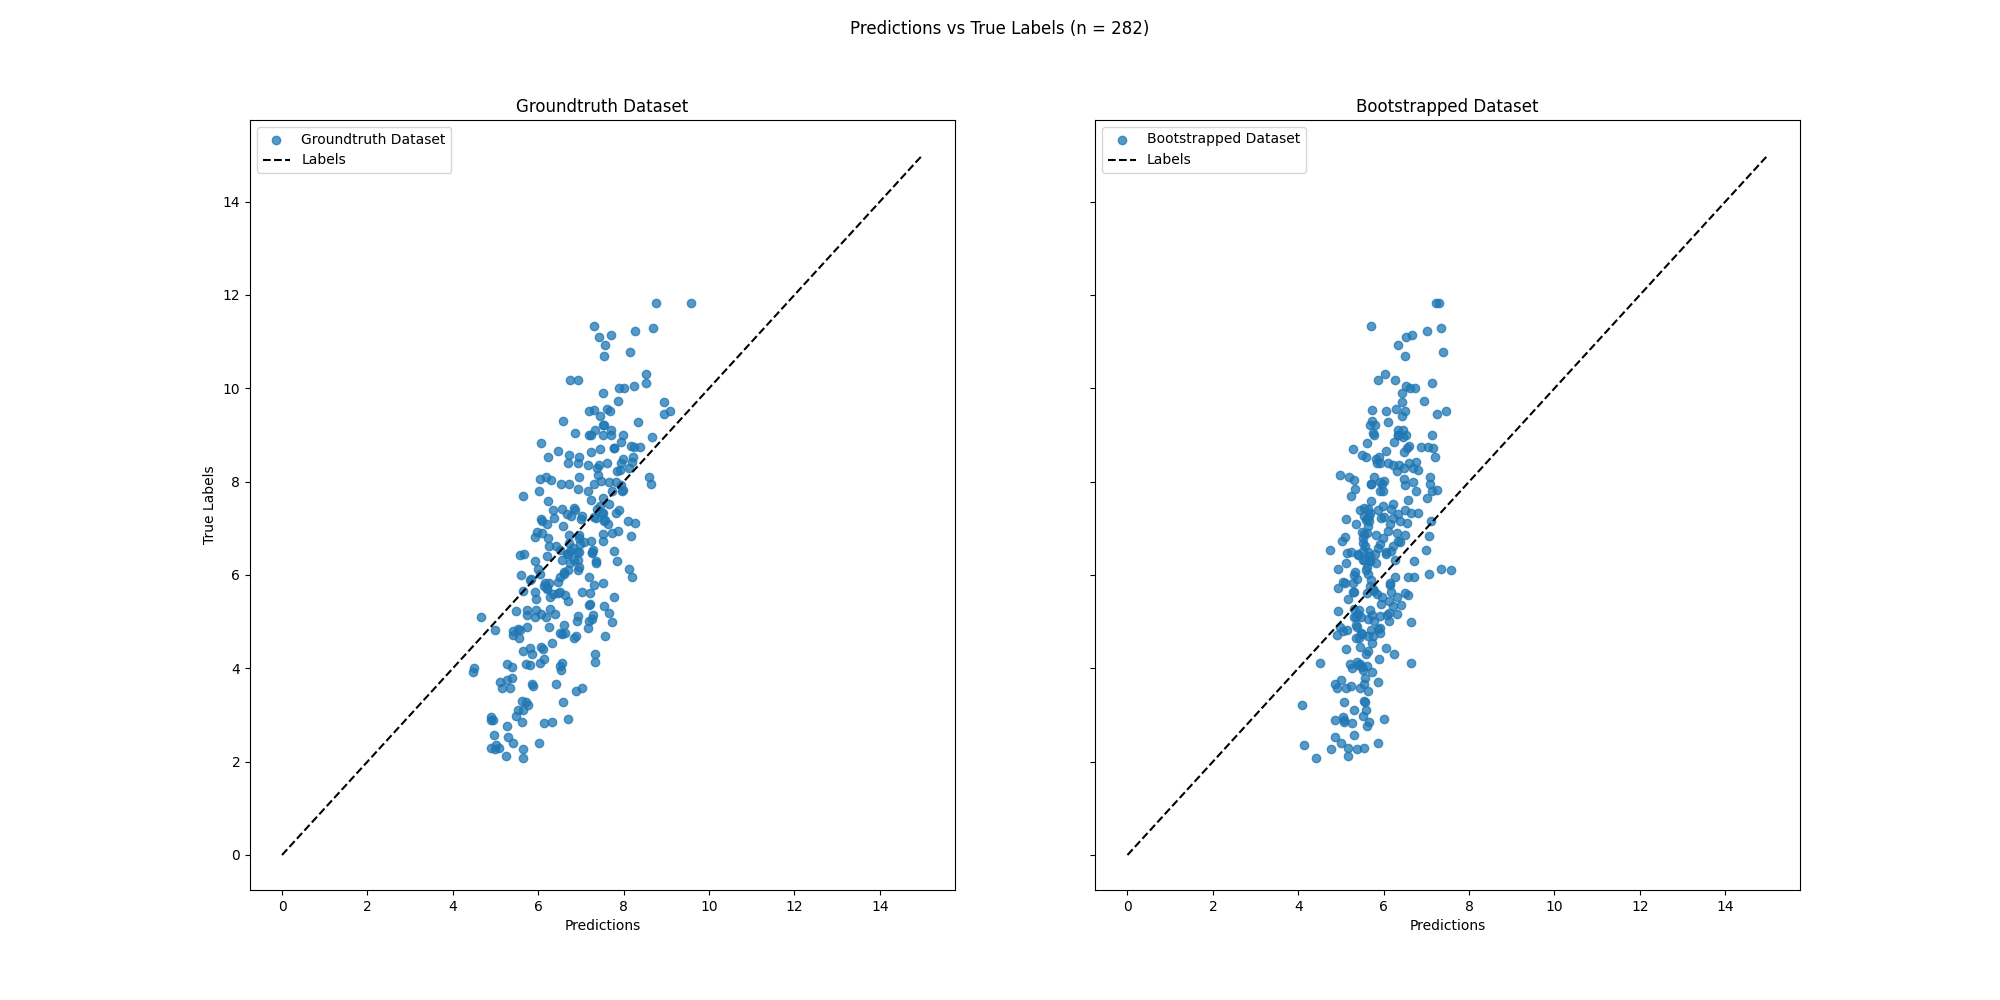 Predictions vs True Labels (n = 282)
Groundtruth Dataset
Groundtruth Dataset
Labels
True Labels
14
12
10
8
6
4
2
0
0 2 4 6 8 10 12 14
Predictions
Bootstrapped Dataset
Bootstrapped Dataset
Labels
0 2 4 6 8 10 12 14
Predictions